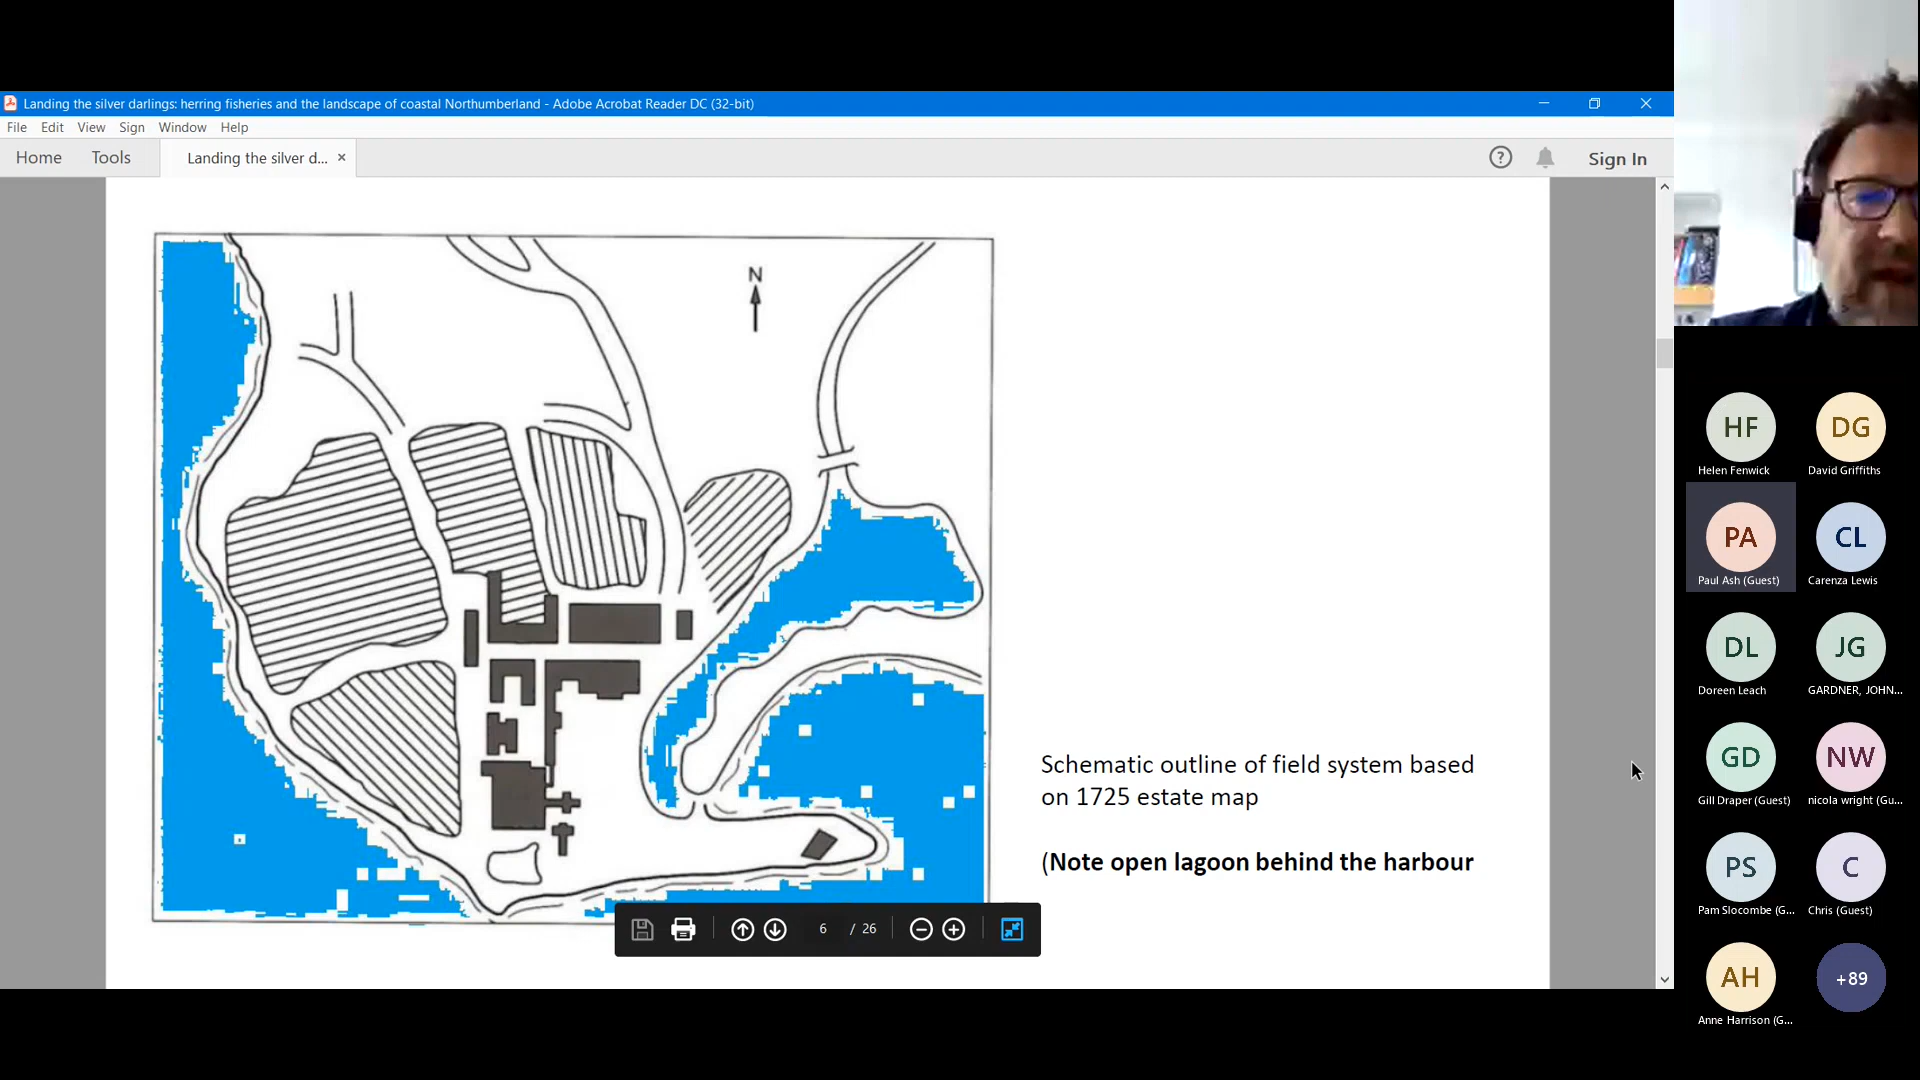 Landing the silver darlings: herring fisheries and the landscape of coastal Northumberland - Adobe Acrobat Reader DC (32-bit)
File Edit View Sign Window Help
Home Tools Landing the silver d... × Sign In
N
Schematic outline of field system based
on 1725 estate map
(Note open lagoon behind the harbour
6 / 26
HF DG
Helen Fenwick David Griffiths
PA CL
Paul Ash (Guest) Carenza Lewis
DL JG
Doreen Leach GARDNER, JOHN...
GD NW
Gill Draper (Guest) nicola wright (Gu...
PS C
Pam Slocombe (G... Chris (Guest)
AH +89
Anne Harrison (G...